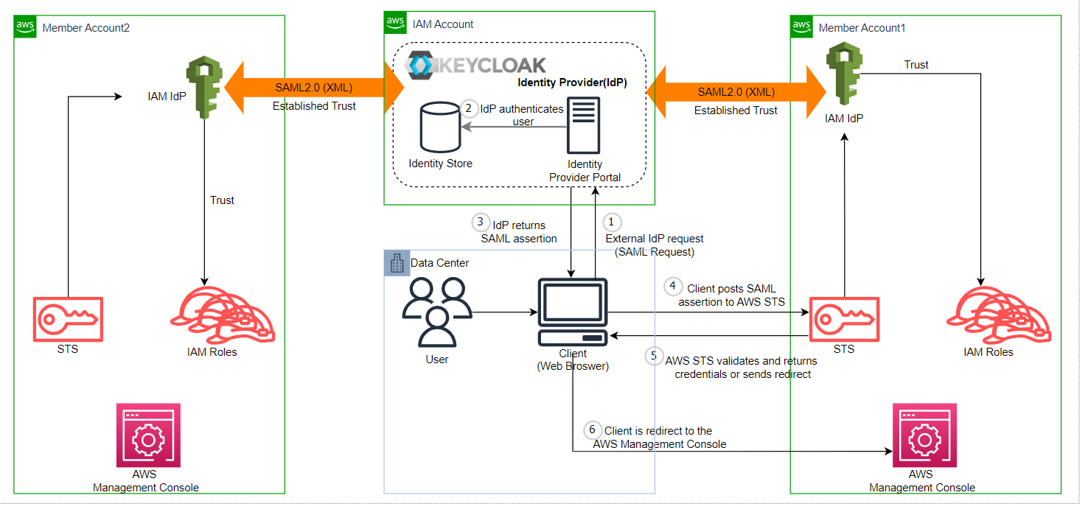 aws
Member Account2
IAM IdP
Trust
STS
IAM Roles
AWS
Management Console
SAML2.0 (XML)
Established Trust
aws
IAM Account
KEYCLOAK
Identity Provider(IdP)
2 IdP authenticates
user
Identity Store
Identity
Provider Portal
3 IdP returns
SAML assertion
1
External IdP request
(SAML Request)
Data Center
User
Client
(Web Broswer)
4 Client posts SAML
assertion to AWS STS
5 AWS STS validates and returns
credentials or sends redirect
6 Client is redirect to the
AWS Management Console
SAML2.0 (XML)
Established Trust
aws
Member Account1
IAM IdP
Trust
STS
IAM Roles
AWS
Management Console